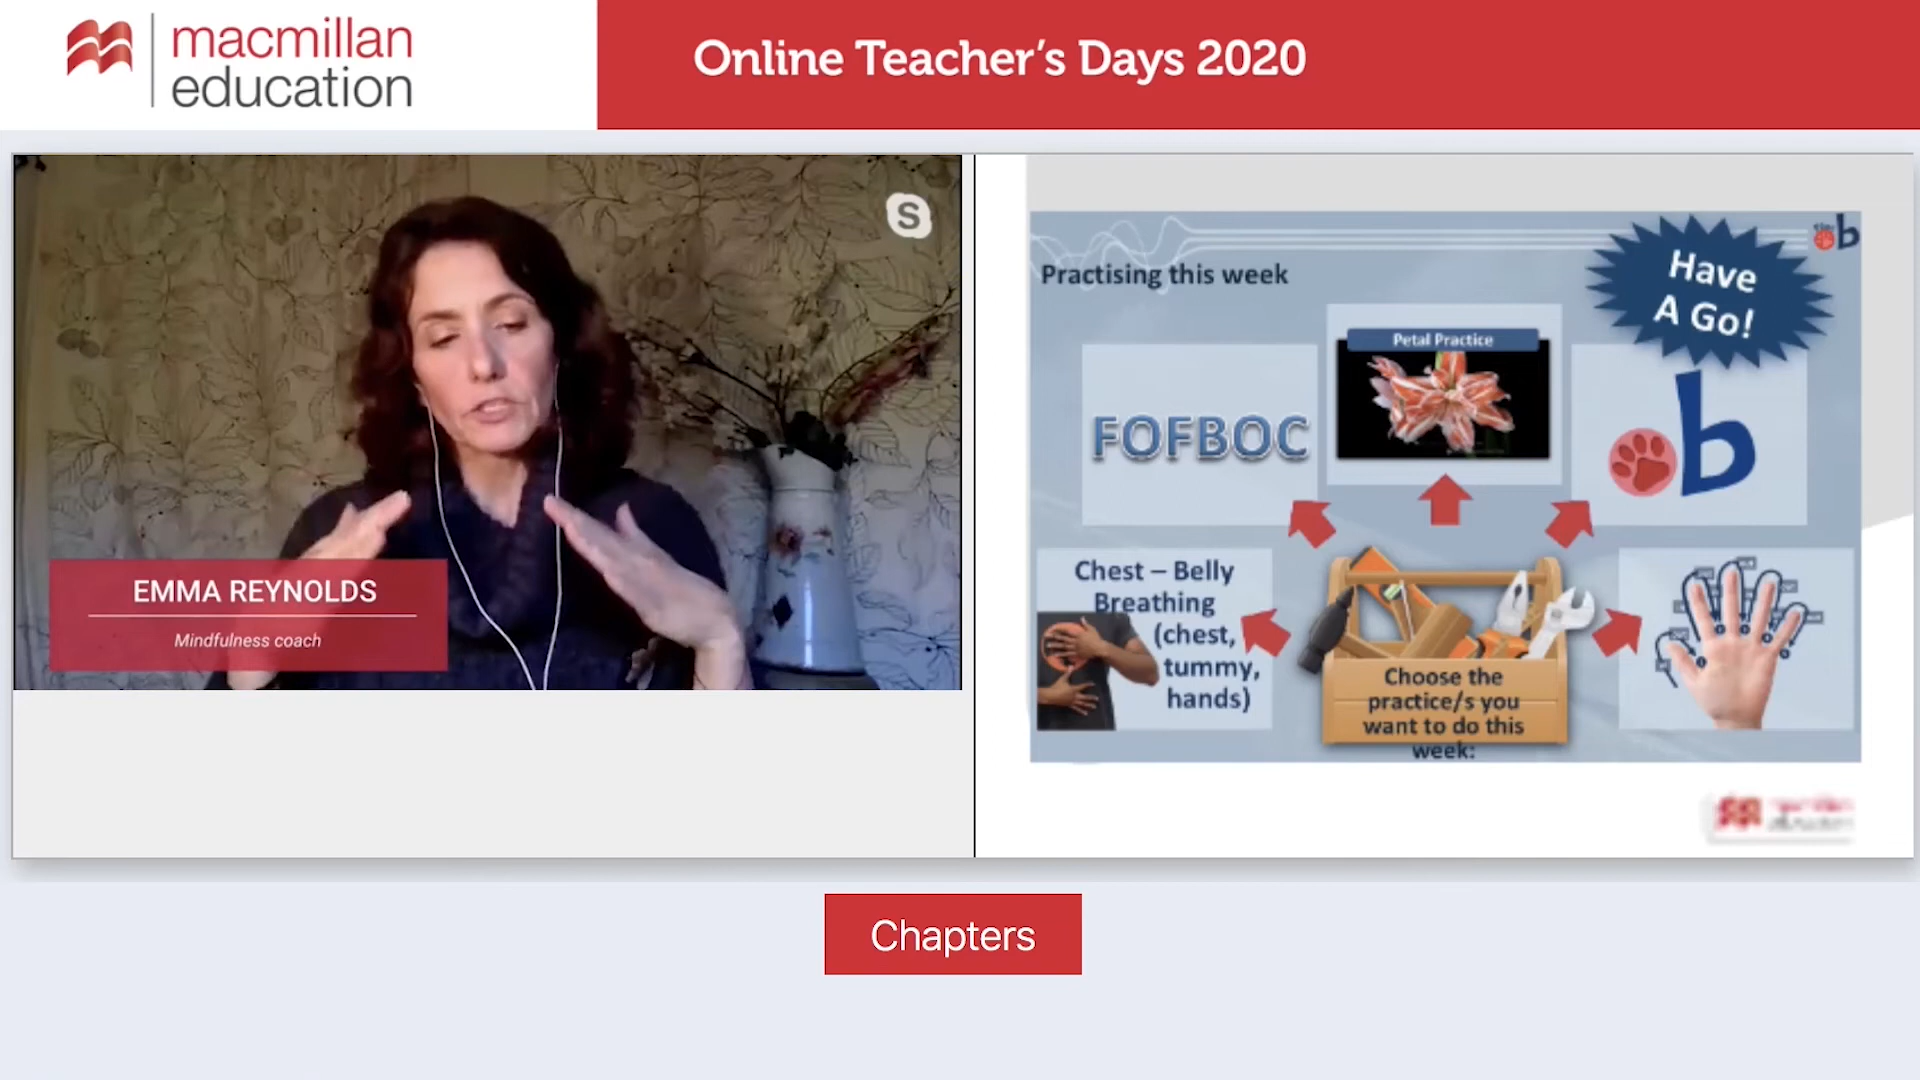 macmillan
education
Online Teacher's Days 2020
S
EMMA REYNOLDS
Mindfulness coach
Practising this week
Have
A Go!
b
Petal Practice
FOFBOC
b
Chest – Belly
Breathing
(chest,
tummy,
hands)
Choose the
practice/s you
want to do this
week:
Chapters